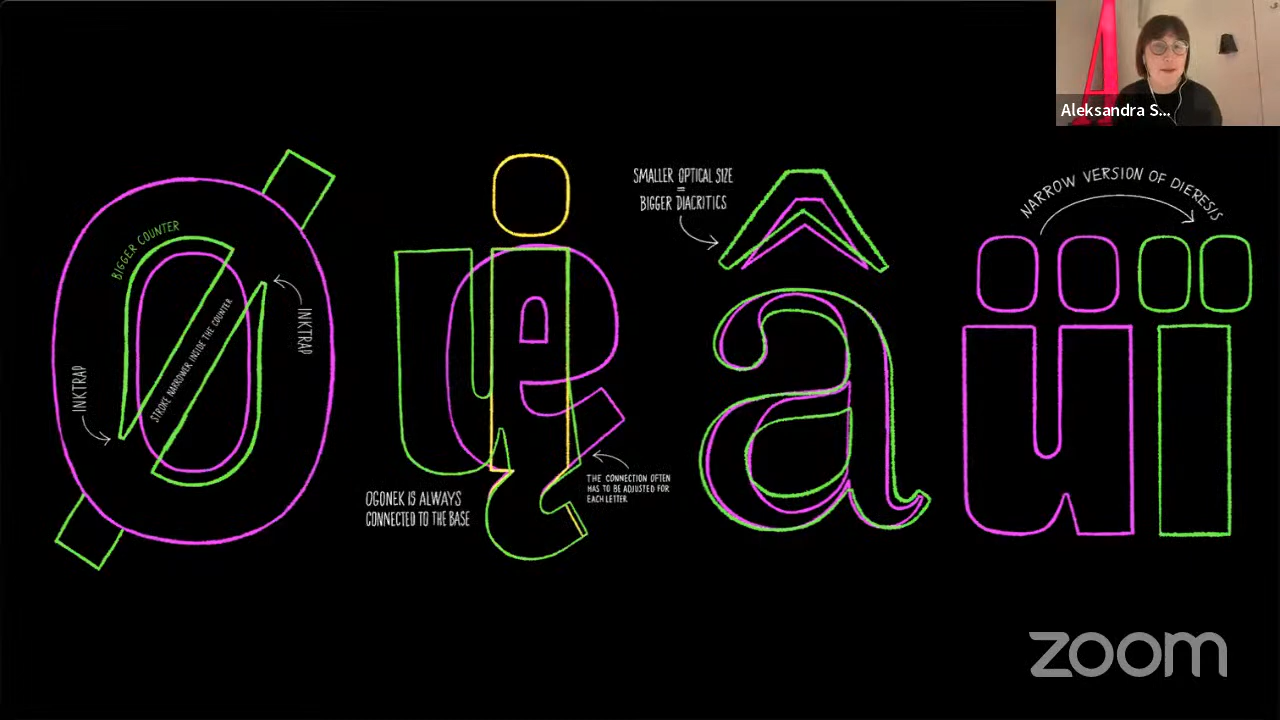 Aleksandra S...
BIGGER COUNTER
INKTRAP
STROKE NARROWER INSIDE THE COUNTER
INKTRAP
Ø
ų į ę
OGONEK IS ALWAYS
CONNECTED TO THE BASE
THE CONNECTION OFTEN
HAS TO BE ADJUSTED FOR
EACH LETTER
SMALLER OPTICAL SIZE
=
BIGGER DIACRITICS
â
NARROW VERSION OF DIERESIS
üï
zoom